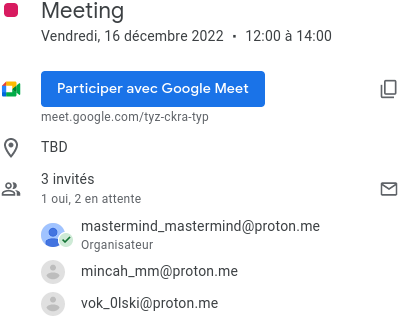 Meeting
Vendredi, 16 décembre 2022 • 12:00 à 14:00
Participer avec Google Meet
meet.google.com/tyz-ckra-typ
TBD
3 invités
1 oui, 2 en attente
mastermind_mastermind@proton.me
Organisateur
mincah_mm@proton.me
vok_0lski@proton.me